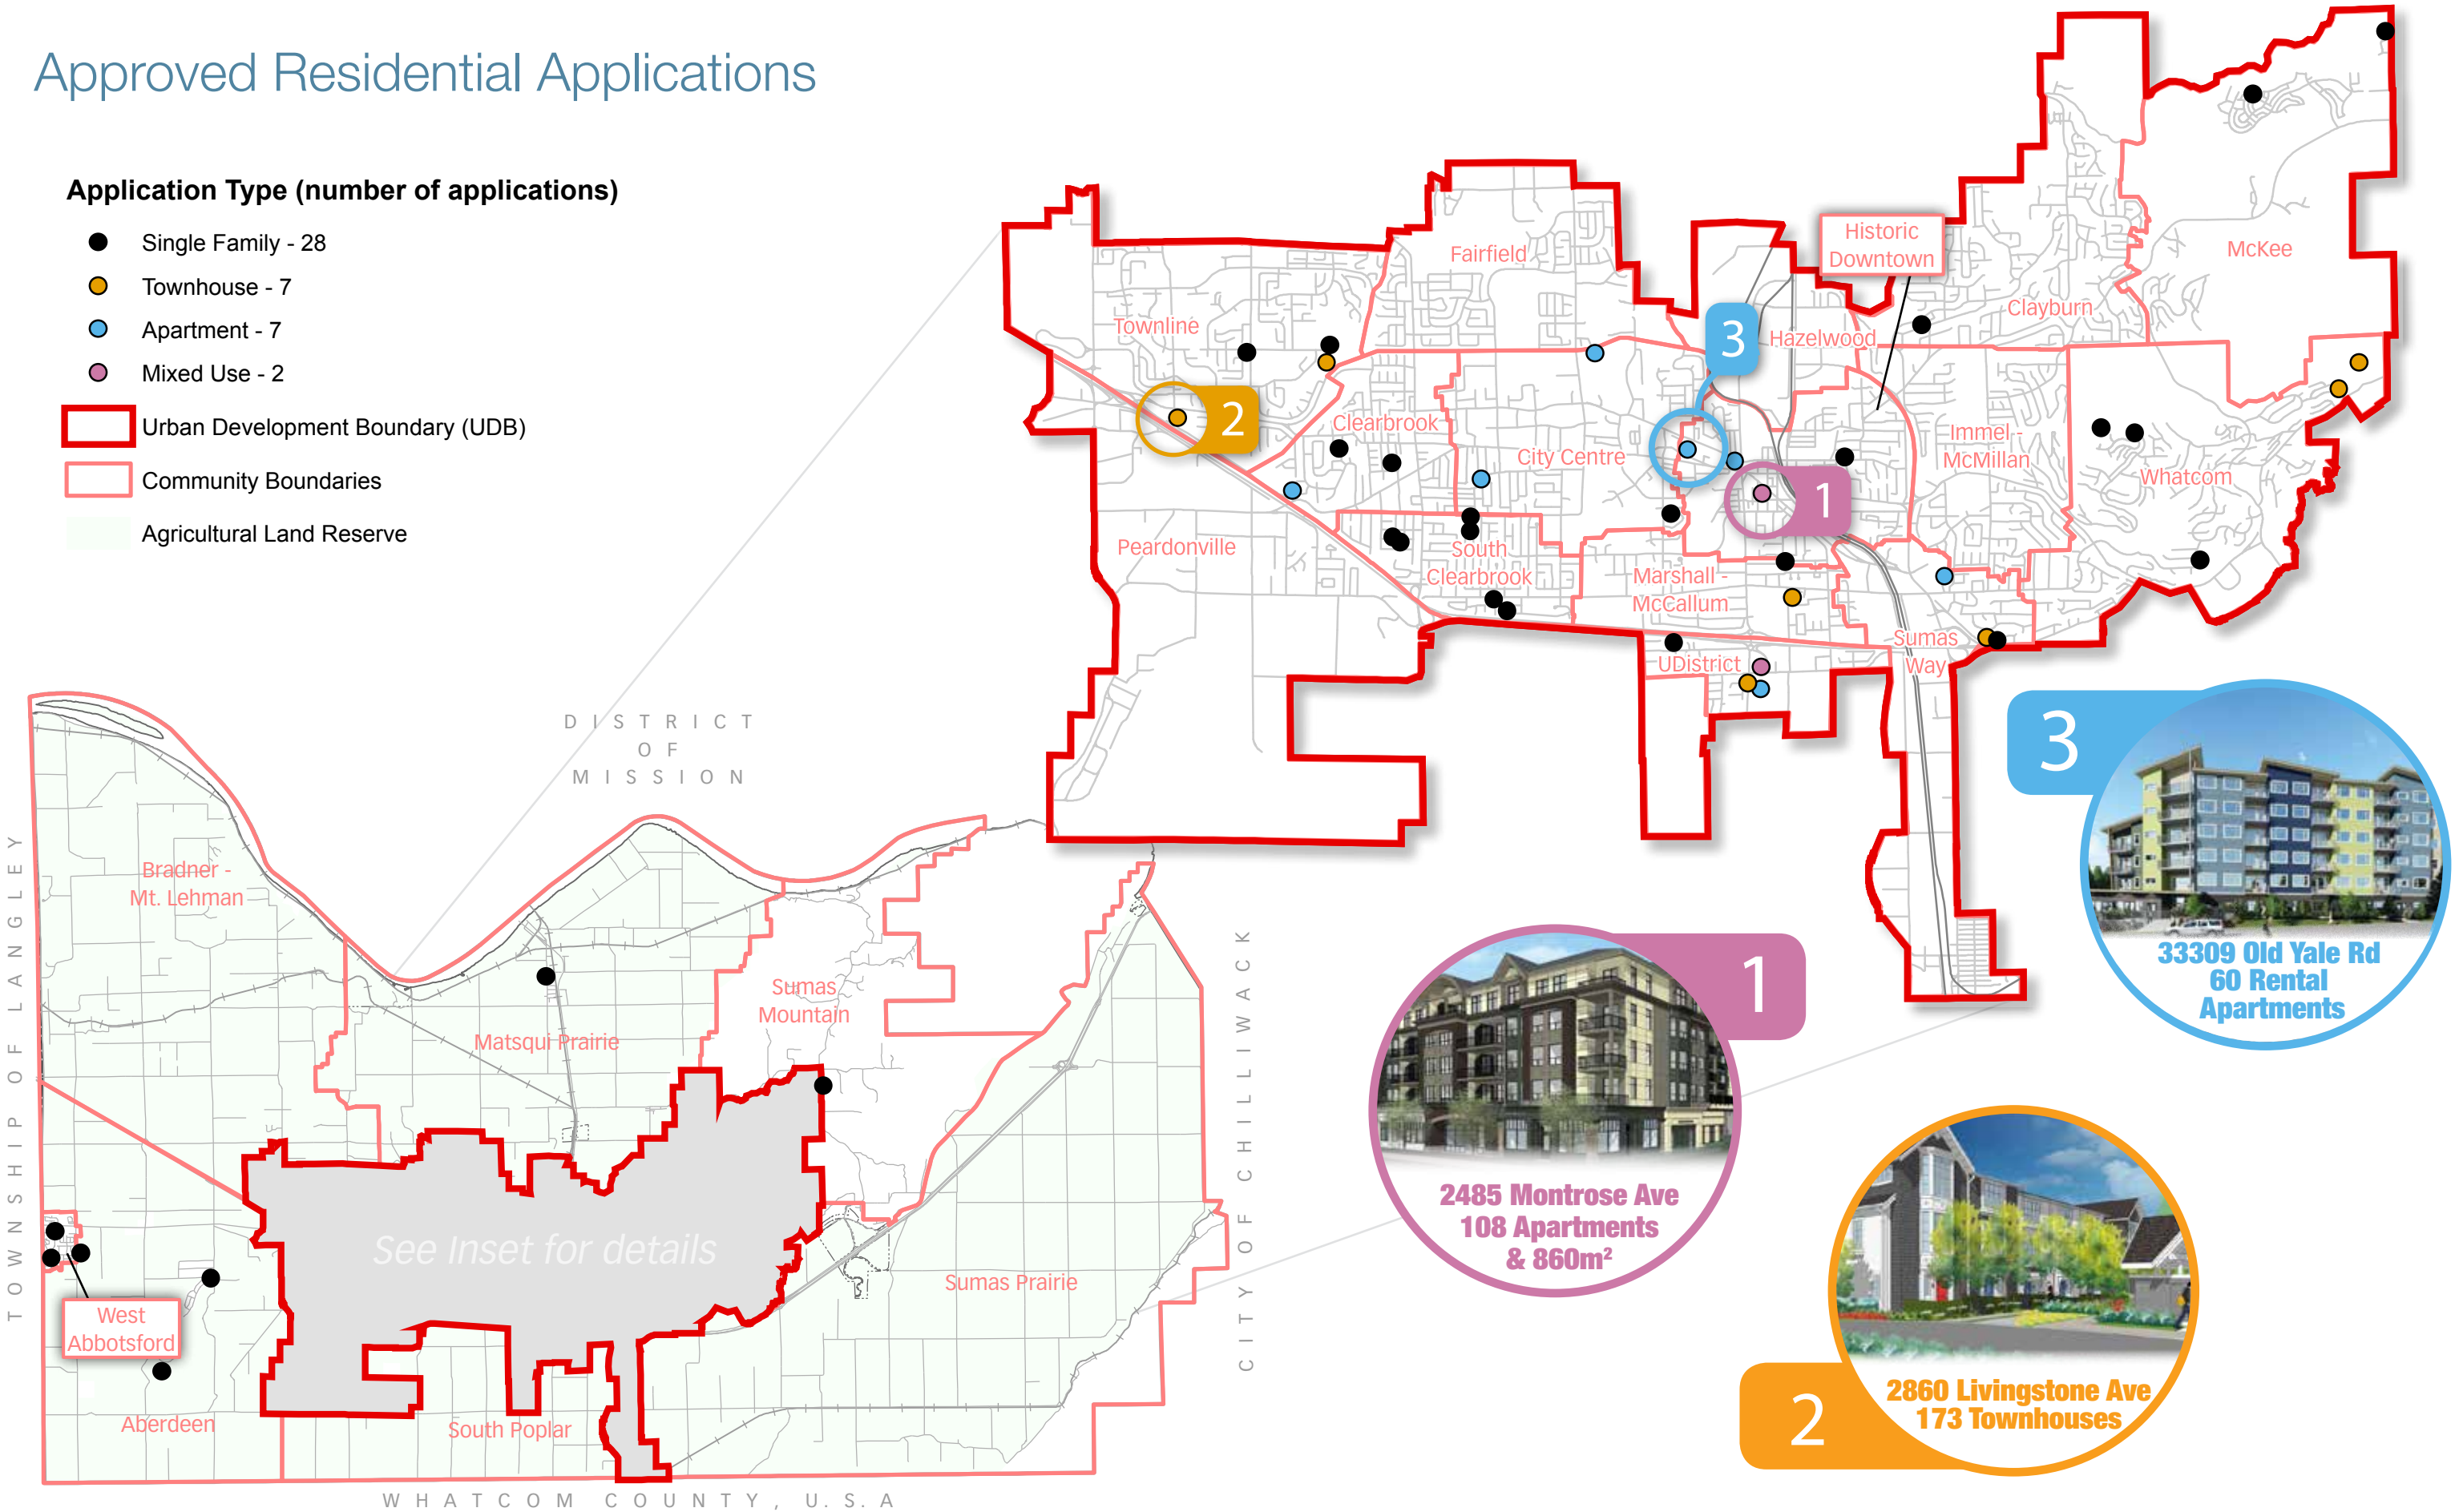 Approved Residential Applications
Application Type (number of applications)
Single Family - 28
Townhouse - 7
Apartment - 7
Mixed Use - 2
Urban Development Boundary (UDB)
Community Boundaries
Agricultural Land Reserve
Historic
Downtown
Fairfield
McKee
Clayburn
Townline
3
Hazelwood
2
Clearbrook
City Centre
Immel -
McMillan
Whatcom
1
Peardonville
South
Clearbrook
Marshall -
McCallum
Sumas
Way
UDistrict
DISTRICT
OF
MISSION
TOWNSHIP OF LANGLEY
Bradner -
Mt. Lehman
Matsqui Prairie
Sumas
Mountain
CITY OF CHILLIWACK
See Inset for details
Sumas Prairie
West
Abbotsford
Aberdeen
South Poplar
WHATCOM COUNTY, U.S.A
3
33309 Old Yale Rd
60 Rental
Apartments
1
2485 Montrose Ave
108 Apartments
& 860m²
2
2860 Livingstone Ave
173 Townhouses